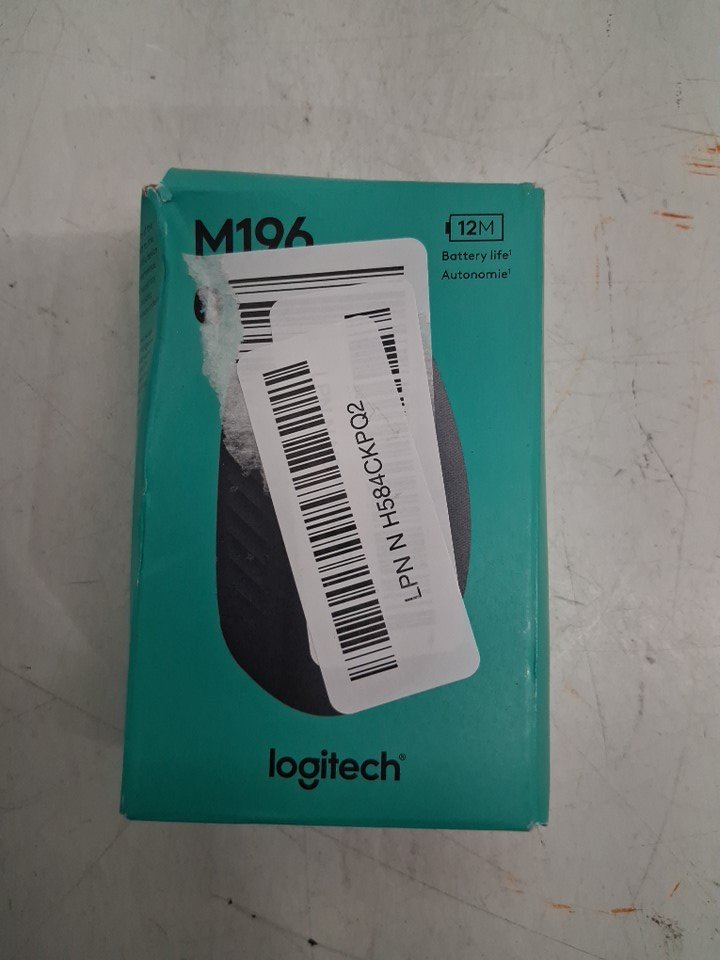 M196
12M
Battery life¹
Autonomie¹
LPN N H584CKPQ2
logitech®